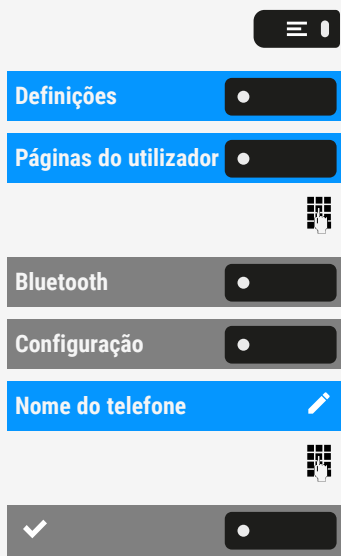 Definições
Páginas do utilizador
Bluetooth
Configuração
Nome do telefone